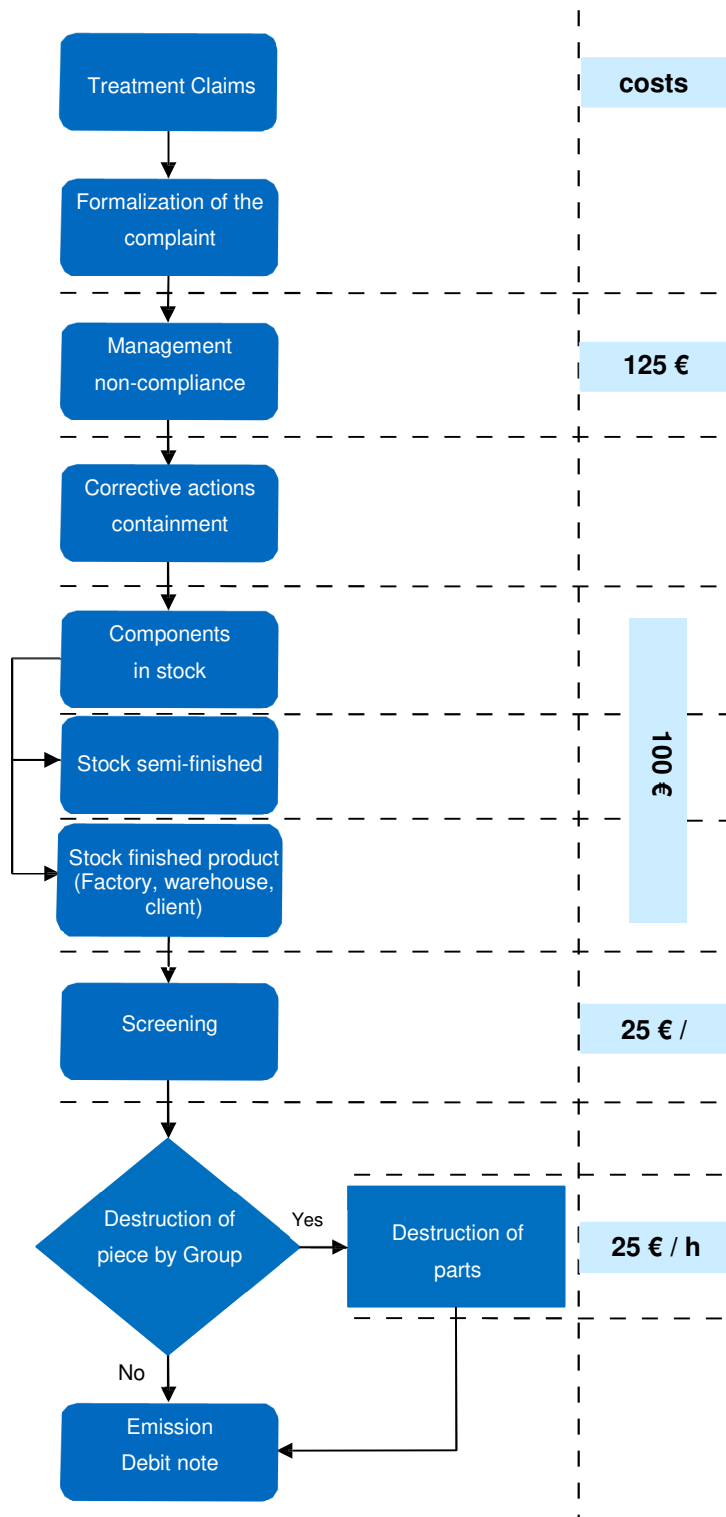 Treatment Claims
costs
Formalization of the
complaint
Management
non-compliance
125 €
Corrective actions
containment
Components
in stock
100 €
Stock semi-finished
Stock finished product
(Factory, warehouse,
client)
Screening
25 € /
Destruction of
piece by Group
Yes
Destruction of
parts
25 € / h
No
Emission
Debit note